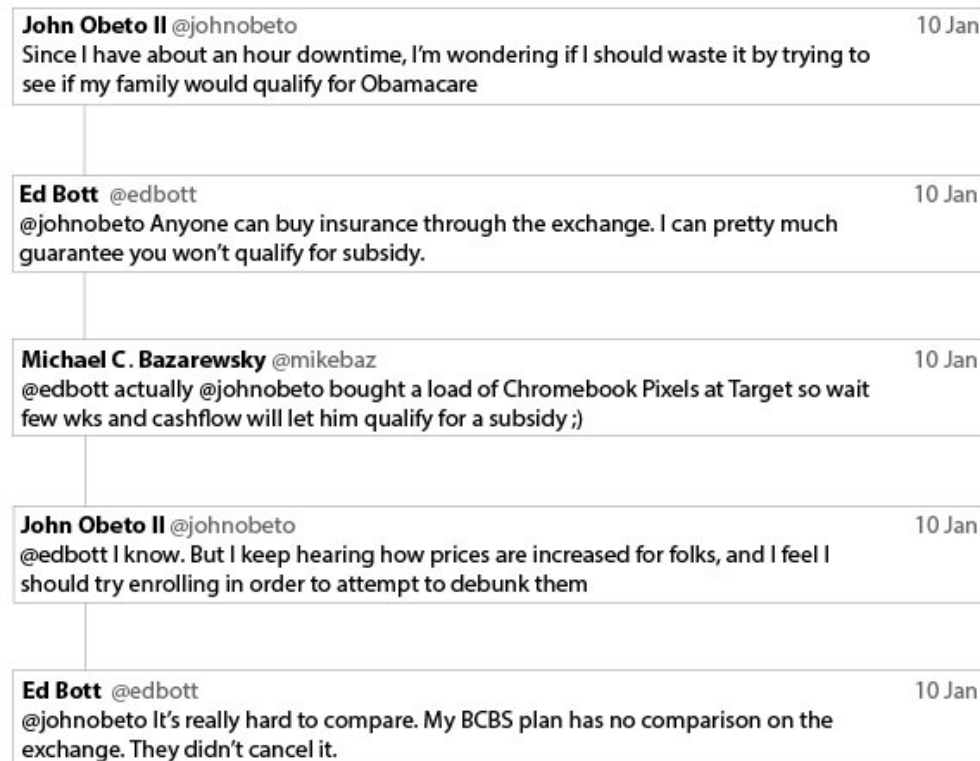 John Obeto II @johnobeto 10 Jan
Since I have about an hour downtime, I'm wondering if I should waste it by trying to
see if my family would qualify for Obamacare
Ed Bott @edbott 10 Jan
@johnobeto Anyone can buy insurance through the exchange. I can pretty much
guarantee you won't qualify for subsidy.
Michael C. Bazarewsky @mikebaz 10 Jan
@edbott actually @johnobeto bought a load of Chromebook Pixels at Target so wait
few wks and cashflow will let him qualify for a subsidy ;)
John Obeto II @johnobeto 10 Jan
@edbott I know. But I keep hearing how prices are increased for folks, and I feel I
should try enrolling in order to attempt to debunk them
Ed Bott @edbott 10 Jan
@johnobeto It's really hard to compare. My BCBS plan has no comparison on the
exchange. They didn't cancel it.